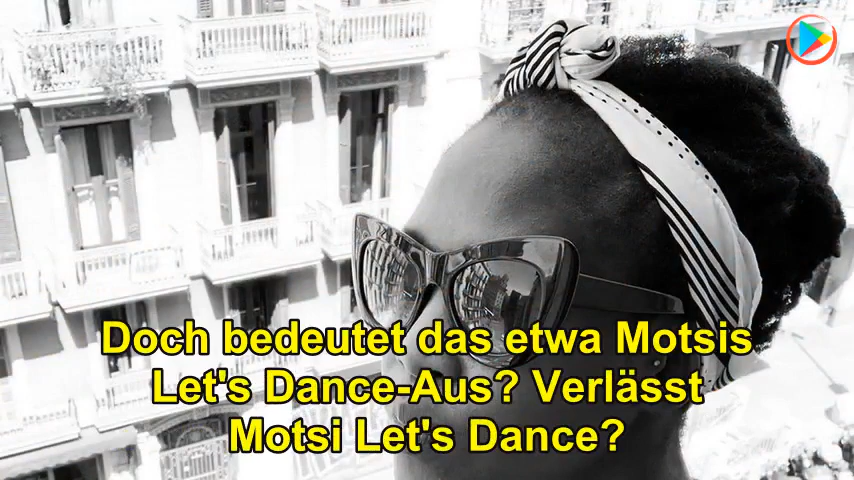 Doch bedeutet das etwa Motsis
Let's Dance-Aus? Verlässt
Motsi Let's Dance?